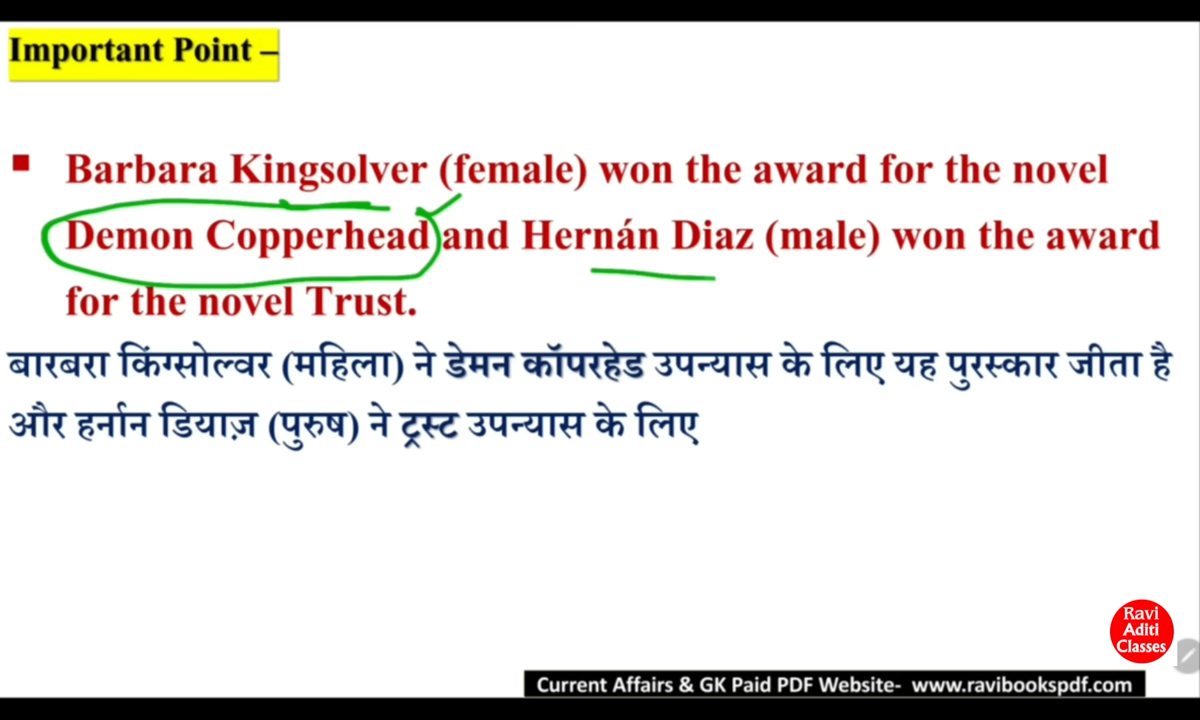 Important Point –
▪ Barbara Kingsolver (female) won the award for the novel
Demon Copperhead and Hernán Diaz (male) won the award
for the novel Trust.
बारबरा किंग्सोल्वर (महिला) ने डेमन कॉपरहेड उपन्यास के लिए यह पुरस्कार जीता है
और हर्नान डियाज़ (पुरुष) ने ट्रस्ट उपन्यास के लिए
Ravi
Aditi
Classes
Current Affairs & GK Paid PDF Website- www.ravibookspdf.com